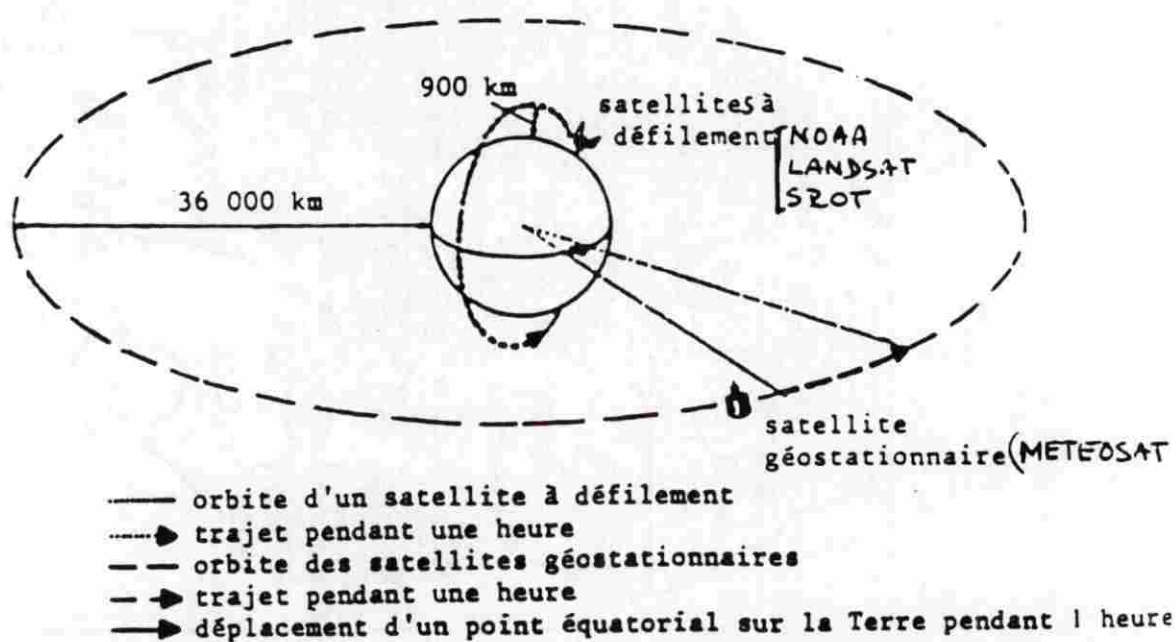 900 km
satellites à
défilement [NOAA
LANDSAT
SPOT
36 000 km
satellite
géostationnaire (METEOSAT
orbite d'un satellite à défilement
trajet pendant une heure
orbite des satellites géostationnaires
trajet pendant une heure
déplacement d'un point équatorial sur la Terre pendant 1 heure